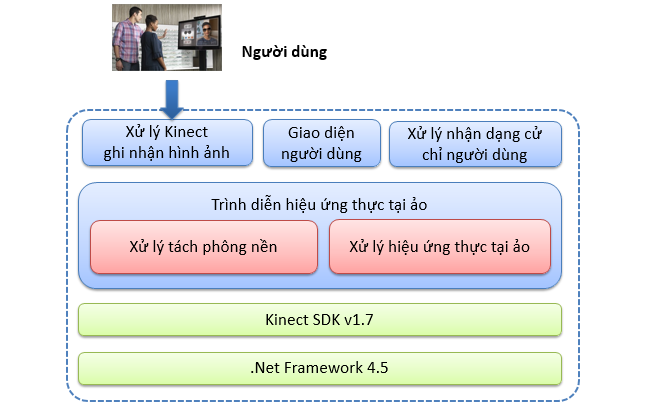 Người dùng
Xử lý Kinect
ghi nhận hình ảnh
Giao diện
người dùng
Xử lý nhận dạng cử
chỉ người dùng
Trình diễn hiệu ứng thực tại ảo
Xử lý tách phông nền
Xử lý hiệu ứng thực tại ảo
Kinect SDK v1.7
.Net Framework 4.5